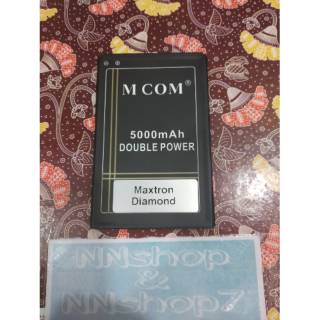 M COM®
5000mAh
DOUBLE POWER
Maxtron
Diamond
NNshop
&
NNshop7